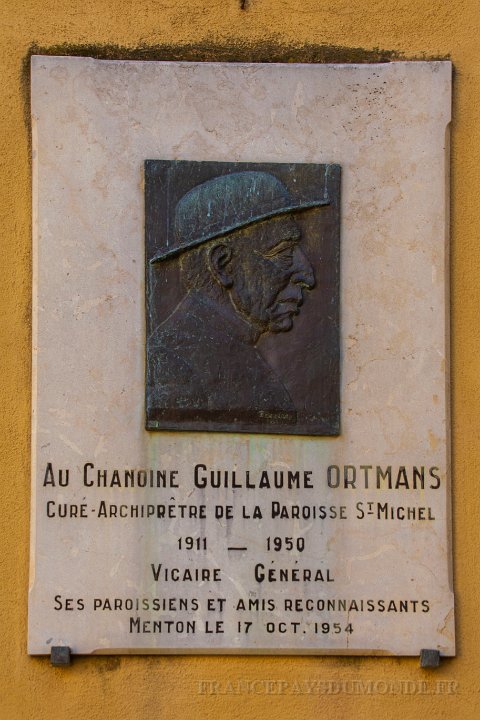 Au Chanoine Guillaume ORTMANS
Curé-Archiprêtre de la Paroisse St Michel
1911 — 1950
Vicaire Général
Ses paroissiens et amis reconnaissants
Menton le 17 Oct. 1954
FRANCEPAYSDUMONDE.FR